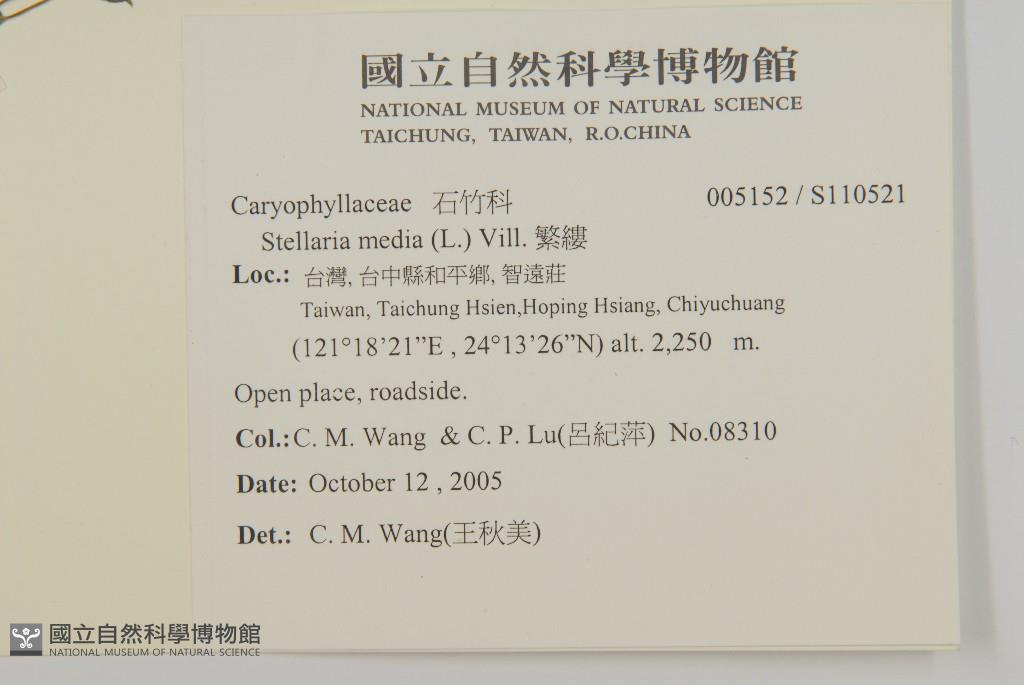 國立自然科學博物館
NATIONAL MUSEUM OF NATURAL SCIENCE
TAICHUNG, TAIWAN, R.O.CHINA
Caryophyllaceae 石竹科 005152 / S110521
Stellaria media (L.) Vill. 繁縷
Loc.: 台灣, 台中縣和平鄉, 智遠莊
Taiwan, Taichung Hsien,Hoping Hsiang, Chiyuchuang
(121°18’21”E , 24°13’26”N) alt. 2,250 m.
Open place, roadside.
Col.: C. M. Wang & C. P. Lu(呂紀萍) No.08310
Date: October 12 , 2005
Det.: C. M. Wang(王秋美)
國立自然科學博物館
NATIONAL MUSEUM OF NATURAL SCIENCE